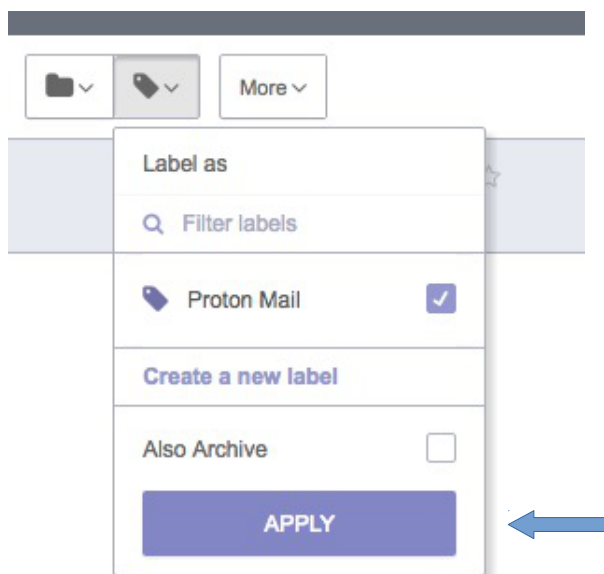 More
Label as
Filter labels
Proton Mail
Create a new label
Also Archive
APPLY